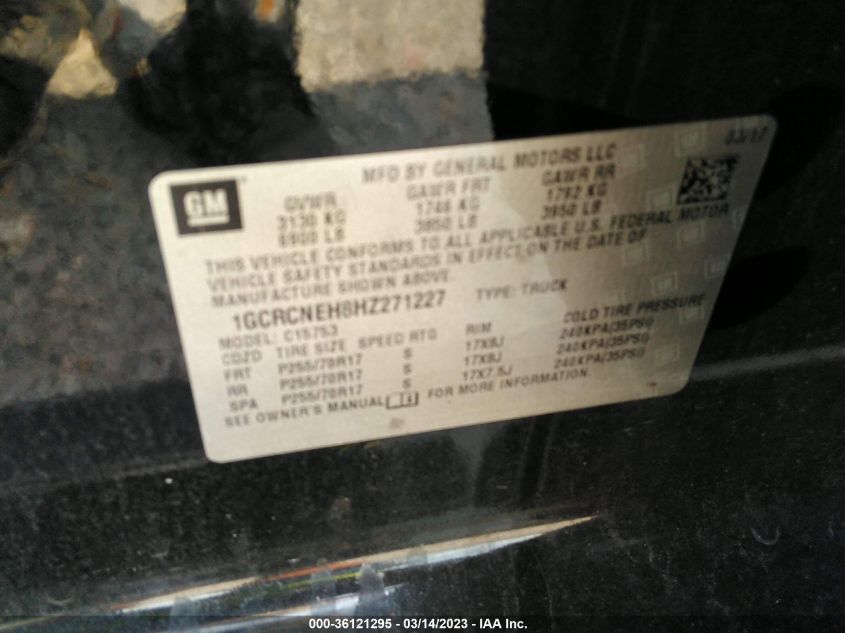 03/17
GM
MFD BY GENERAL MOTORS LLC
GVWR GAWR FRT GAWR RR
3130 KG 1746 KG 1792 KG
6900 LB 3850 LB 3950 LB
THIS VEHICLE CONFORMS TO ALL APPLICABLE U.S. FEDERAL MOTOR
VEHICLE SAFETY STANDARDS IN EFFECT ON THE DATE OF
MANUFACTURE SHOWN ABOVE.
1GCRCNEH8HZ271227 TYPE: TRUCK
MODEL: C15753
CDZD TIRE SIZE SPEED RTG RIM COLD TIRE PRESSURE
FRT P255/70R17 S 17X8J 240KPA(35PSI)
RR P255/70R17 S 17X8J 240KPA(35PSI)
SPA P255/70R17 S 17X7.5J 240KPA(35PSI)
SEE OWNER'S MANUAL FOR MORE INFORMATION.
000-36121295 - 03/14/2023 - IAA Inc.